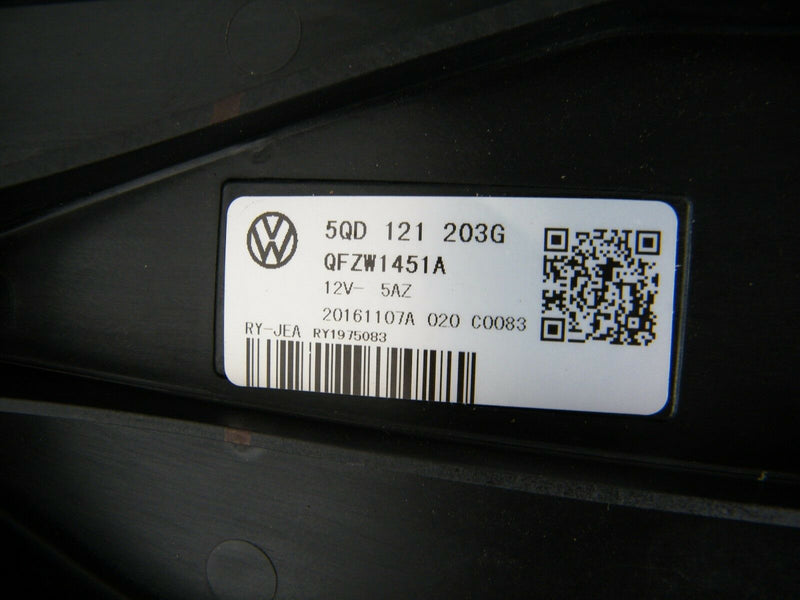 5QD 121 203G
QFZW1451A
12V- 5AZ
20161107A 020 C0083
RY-JEA RY1975083